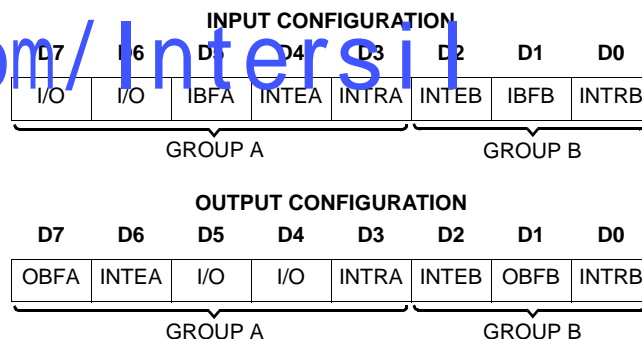 INPUT CONFIGURATION
om/Intersil
D7 D6 D5 D4 D3 D2 D1 D0
I/O I/O IBFA INTEA INTRA INTEB IBFB INTRB
GROUP A GROUP B
OUTPUT CONFIGURATION
D7 D6 D5 D4 D3 D2 D1 D0
OBFA INTEA I/O I/O INTRA INTEB OBFB INTRB
GROUP A GROUP B